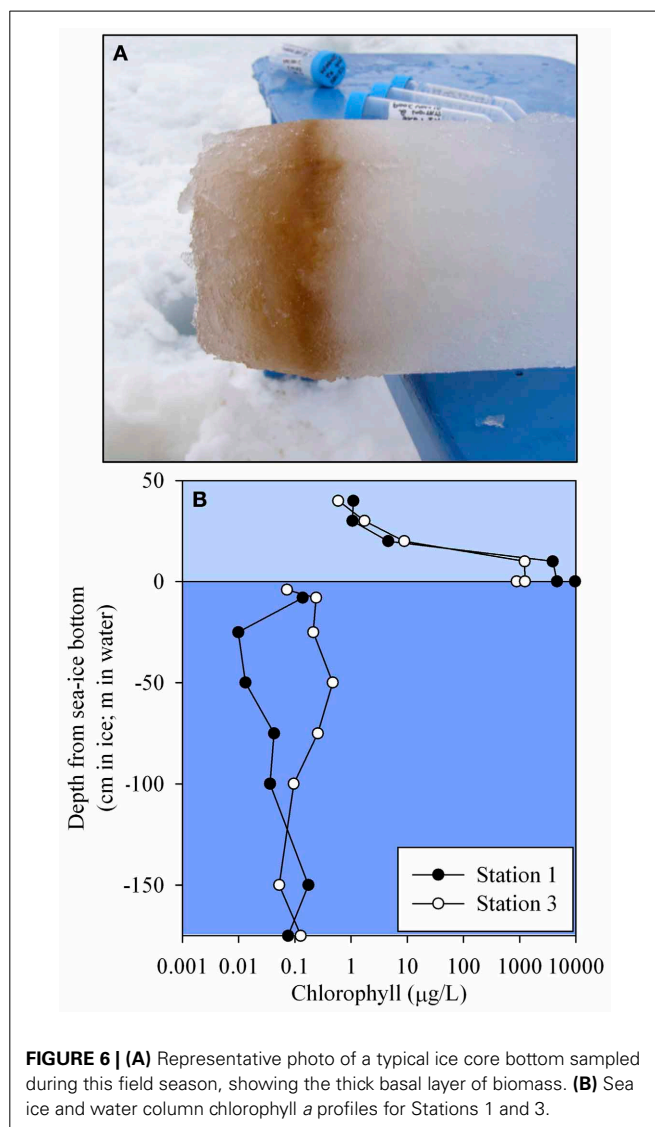 A
B
50
0
-50
-100
-150
Depth from sea-ice bottom
(cm in ice; m in water)
Station 1
Station 3
0.001 0.01 0.1 1 10 100 1000 10000
Chlorophyll (µg/L)
FIGURE 6 | (A) Representative photo of a typical ice core bottom sampled
during this field season, showing the thick basal layer of biomass. (B) Sea
ice and water column chlorophyll a profiles for Stations 1 and 3.